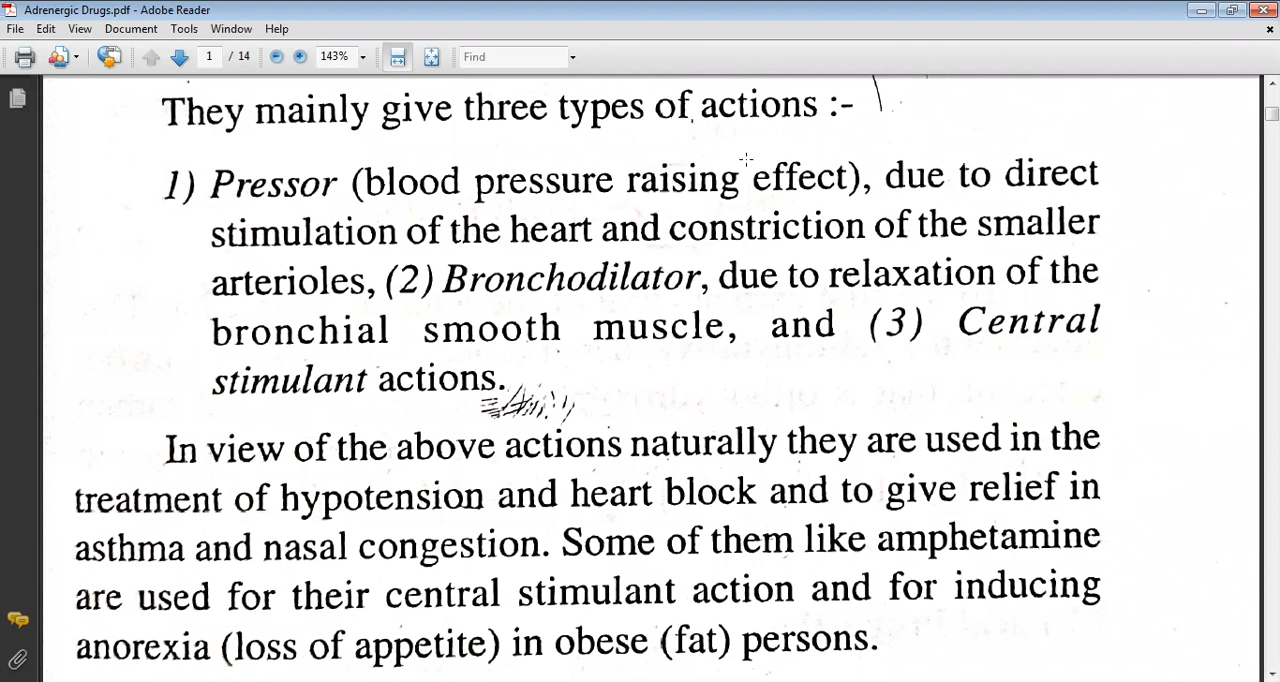 Adrenergic Drugs.pdf - Adobe Reader
File Edit View Document Tools Window Help
1 / 14 143% Find
They mainly give three types of actions :-
1) Pressor (blood pressure raising effect), due to direct
stimulation of the heart and constriction of the smaller
arterioles, (2) Bronchodilator, due to relaxation of the
bronchial smooth muscle, and (3) Central
stimulant actions.
In view of the above actions naturally they are used in the
treatment of hypotension and heart block and to give relief in
asthma and nasal congestion. Some of them like amphetamine
are used for their central stimulant action and for inducing
anorexia (loss of appetite) in obese (fat) persons.